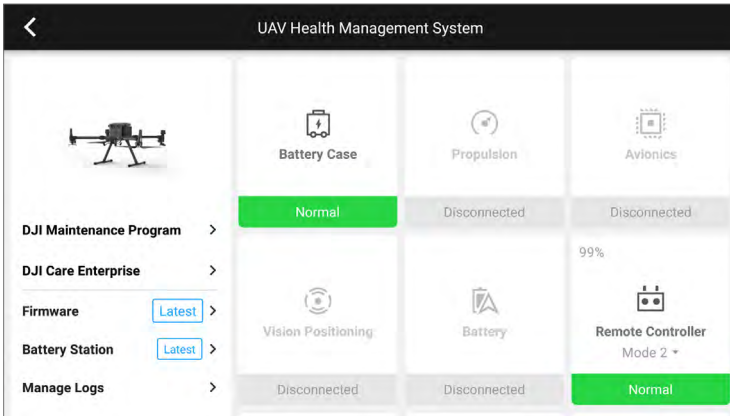 UAV Health Management System
Battery Case
Propulsion
Avionics
Normal
Disconnected
Disconnected
DJI Maintenance Program
DJI Care Enterprise
Firmware Latest
Battery Station Latest
Manage Logs
Vision Positioning
Battery
99%
Remote Controller
Mode 2
Disconnected
Disconnected
Normal